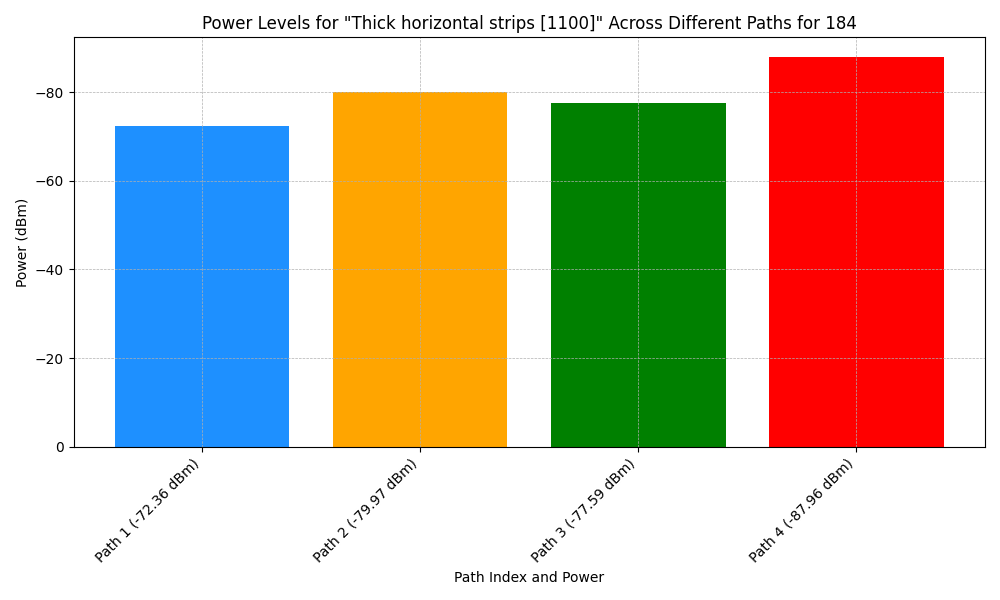 Power Levels for "Thick horizontal strips [1100]" Across Different Paths for 184
Power (dBm)
−80
−60
−40
−20
0
Path 1 (-72.36 dBm)
Path 2 (-79.97 dBm)
Path 3 (-77.59 dBm)
Path 4 (-87.96 dBm)
Path Index and Power